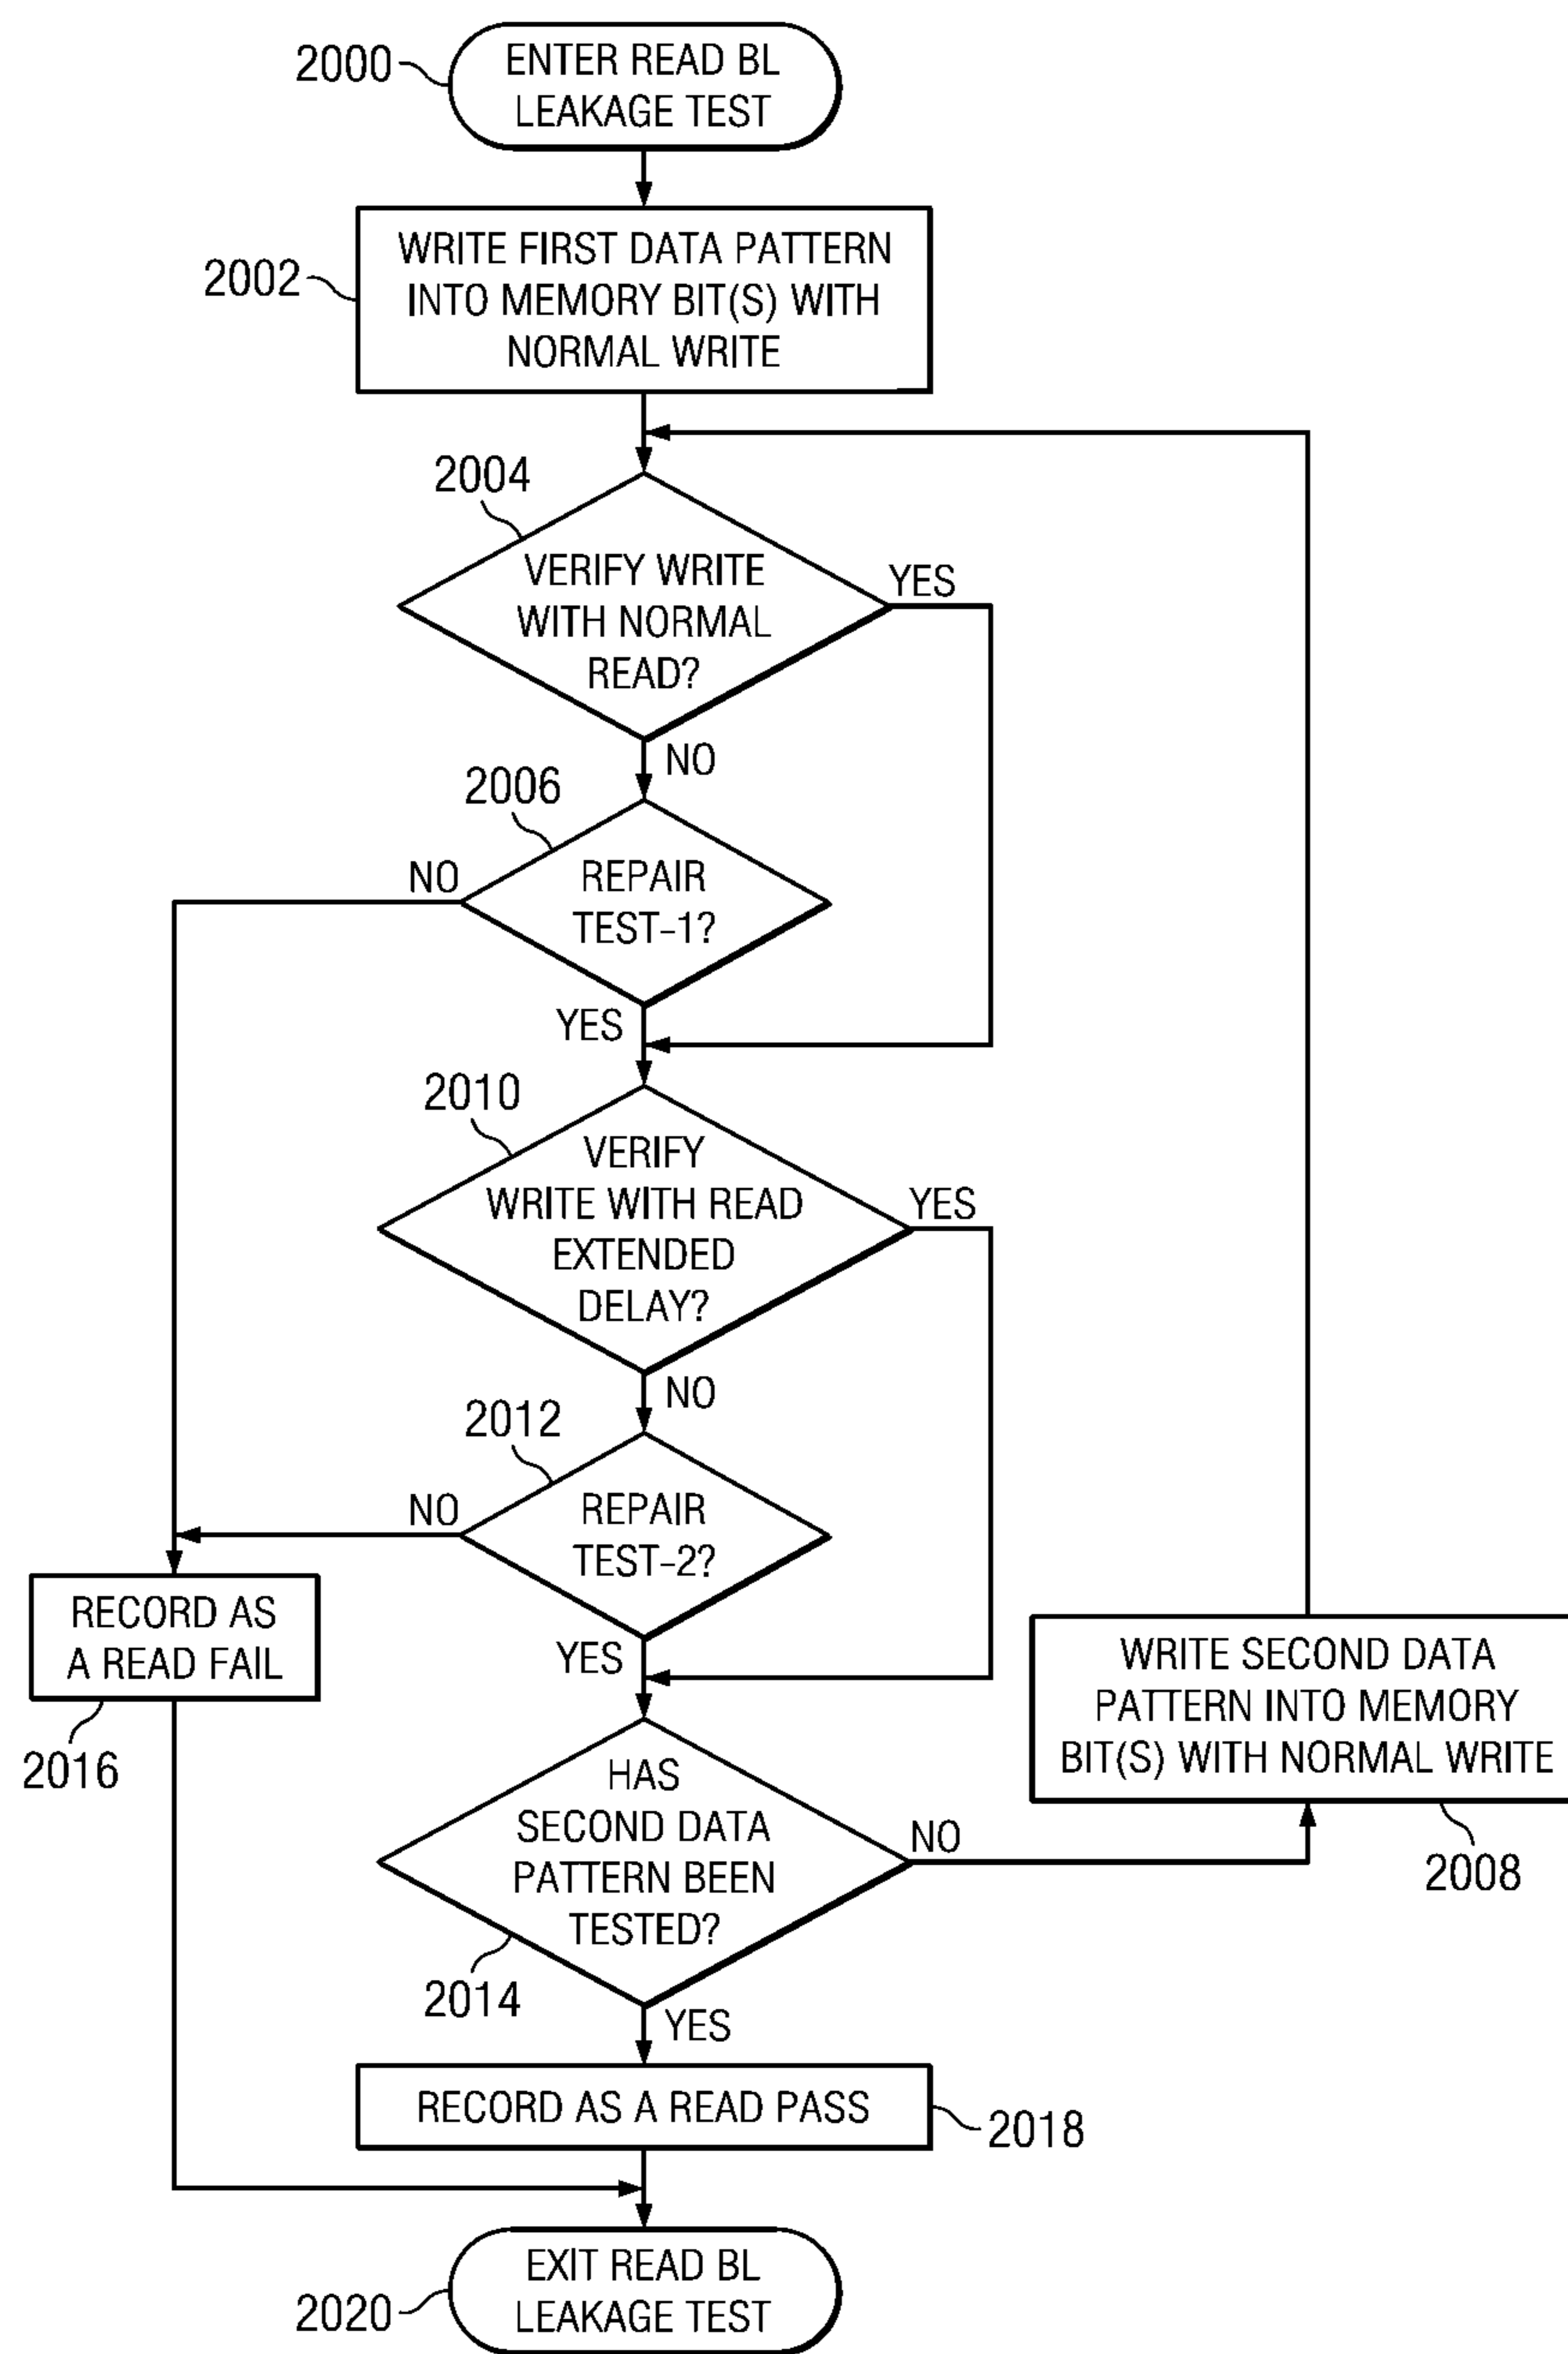 2000
ENTER READ BL
LEAKAGE TEST
2002
WRITE FIRST DATA PATTERN
INTO MEMORY BIT(S) WITH
NORMAL WRITE
2004
VERIFY WRITE
WITH NORMAL
READ?
YES
NO
2006
REPAIR
TEST-1?
NO
YES
2010
VERIFY
WRITE WITH READ
EXTENDED
DELAY?
YES
NO
2012
REPAIR
TEST-2?
NO
YES
RECORD AS
A READ FAIL
2016
WRITE SECOND DATA
PATTERN INTO MEMORY
BIT(S) WITH NORMAL WRITE
2008
HAS
SECOND DATA
PATTERN BEEN
TESTED?
NO
2014
YES
RECORD AS A READ PASS
2018
EXIT READ BL
LEAKAGE TEST
2020